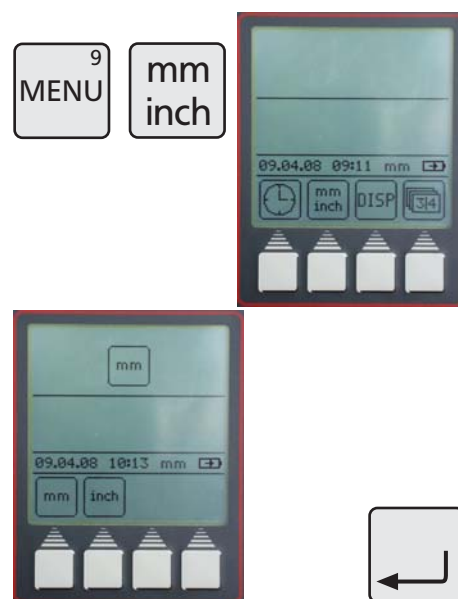 9
MENU
mm
inch
09.04.08 09:11 mm
mm
inch
DISP
3|4
mm
09.04.08 10:13 mm
mm inch